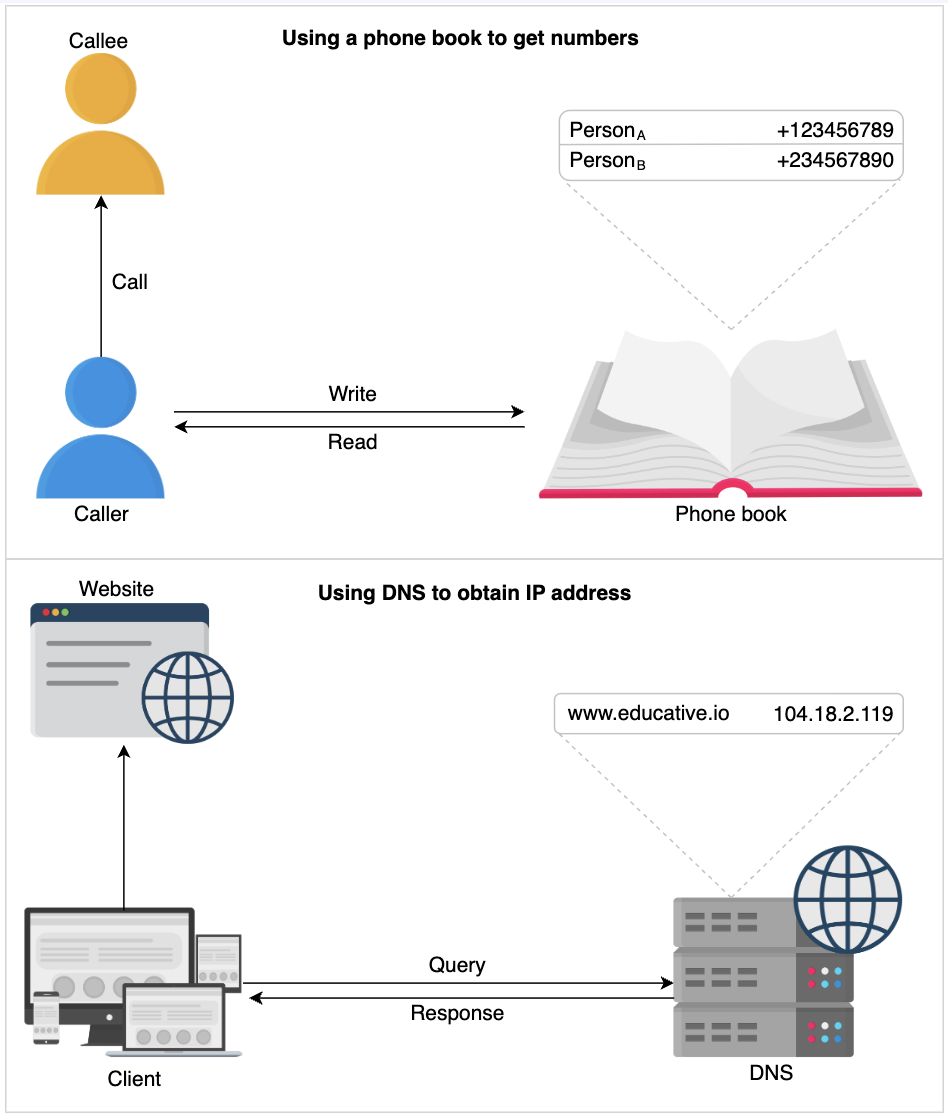 Using a phone book to get numbers
Callee
Person_A +123456789
Person_B +234567890
Call
Write
Read
Caller
Phone book
Using DNS to obtain IP address
Website
www.educative.io 104.18.2.119
Query
Response
Client
DNS